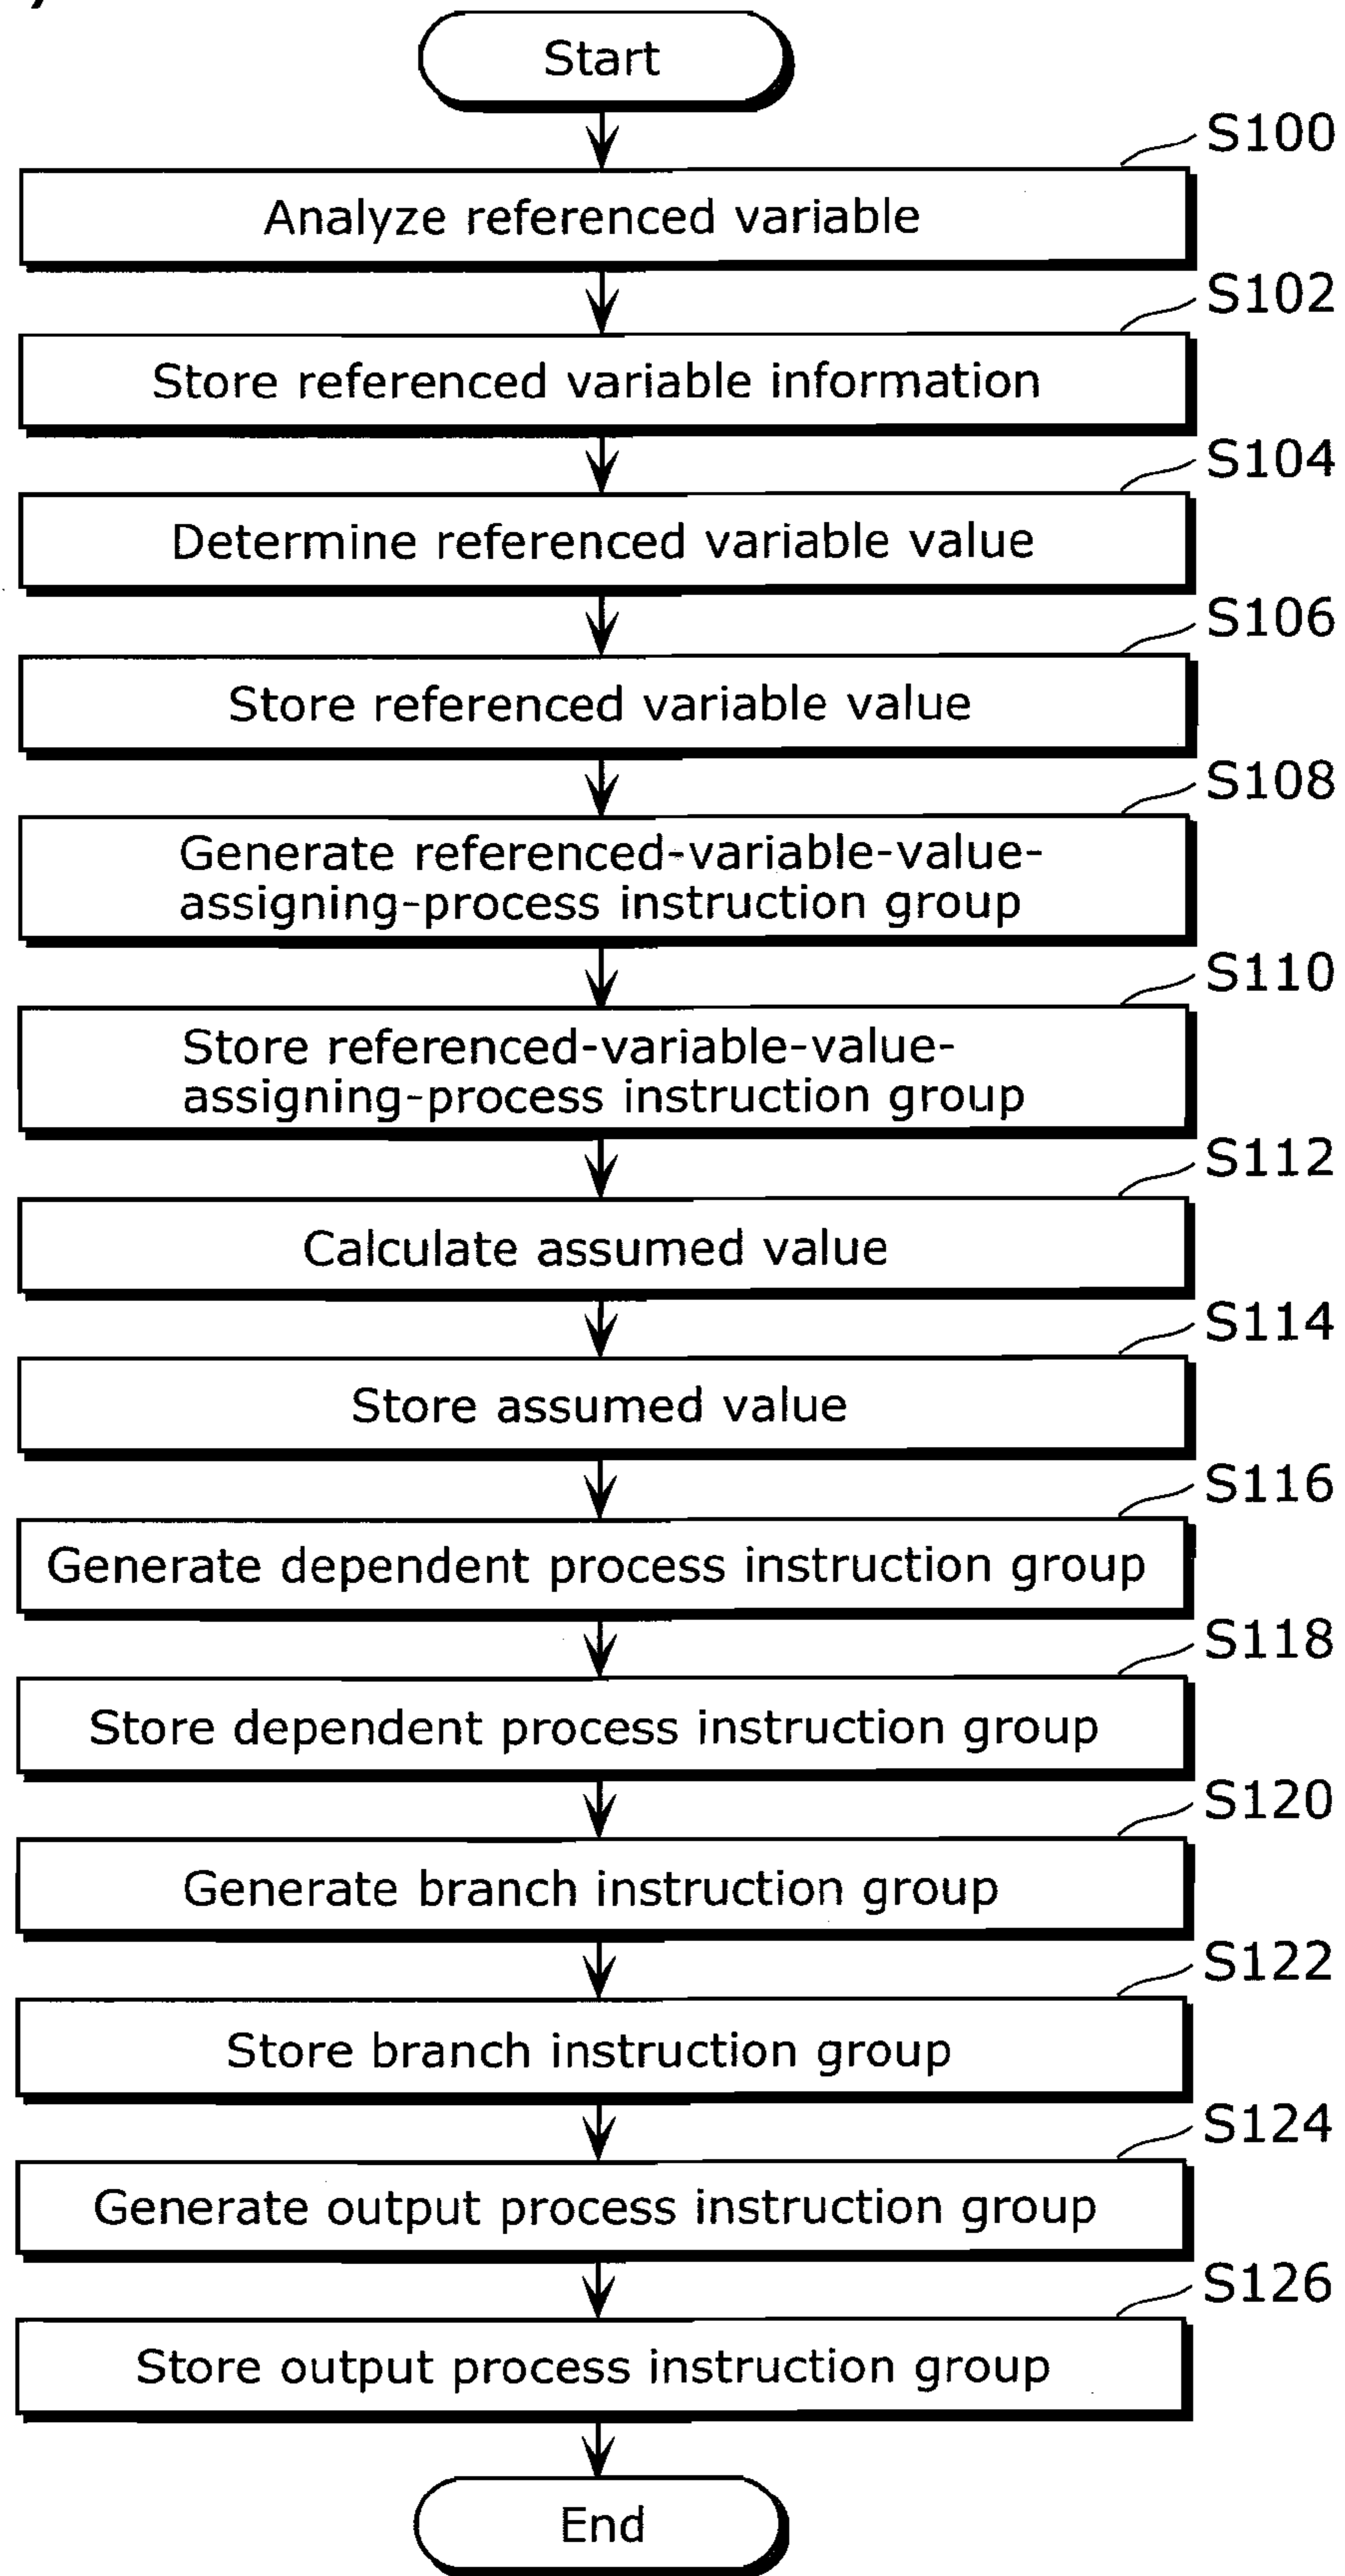 Start
S100
Analyze referenced variable
S102
Store referenced variable information
S104
Determine referenced variable value
S106
Store referenced variable value
S108
Generate referenced-variable-value-
assigning-process instruction group
S110
Store referenced-variable-value-
assigning-process instruction group
S112
Calculate assumed value
S114
Store assumed value
S116
Generate dependent process instruction group
S118
Store dependent process instruction group
S120
Generate branch instruction group
S122
Store branch instruction group
S124
Generate output process instruction group
S126
Store output process instruction group
End